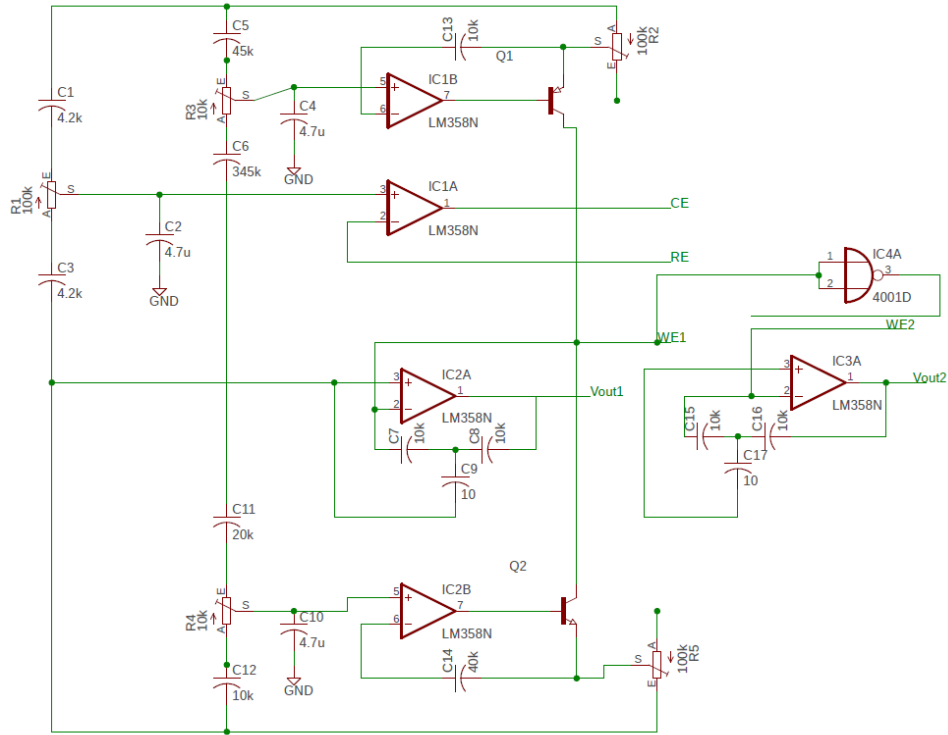 C5
45k
C13
10k
Q1
A
S
E
100k
R2
C1
4.2k
E
R3
10k
S
A
C4
4.7u
GND
5
6
7
IC1B
LM358N
C6
345k
E
R1
100k
S
A
C2
4.7u
GND
3
2
1
IC1A
LM358N
CE
RE
C3
4.2k
1
2
3
IC4A
4001D
WE1
WE2
3
2
1
IC2A
LM358N
Vout1
3
2
1
IC3A
LM358N
Vout2
C7
10k
C8
10k
C9
10
C15
10k
C16
10k
C17
10
C11
20k
E
R4
10k
S
A
C10
4.7u
GND
5
6
7
IC2B
LM358N
Q2
C14
40k
A
S
E
100k
R5
C12
10k